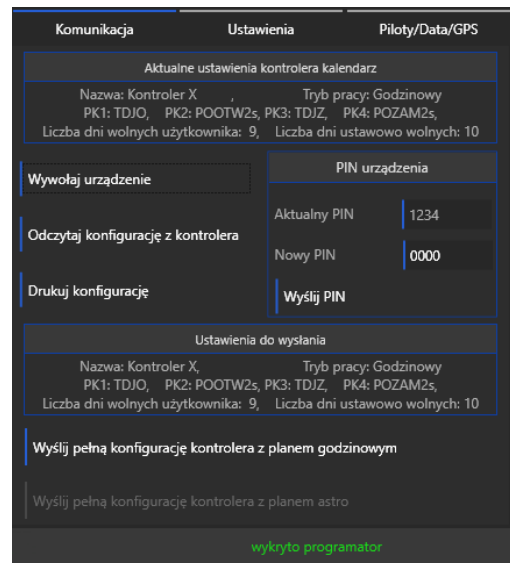 Komunikacja Ustawienia Piloty/Data/GPS
Aktualne ustawienia kontrolera kalendarz
Nazwa: Kontroler X , Tryb pracy: Godzinowy
PK1: TDJO, PK2: POOTW2s, PK3: TDJZ, PK4: POZAM2s,
Liczba dni wolnych użytkownika: 9, Liczba dni ustawowo wolnych: 10
Wywołaj urządzenie
Odczytaj konfigurację z kontrolera
Drukuj konfigurację
PIN urządzenia
Aktualny PIN 1234
Nowy PIN 0000
Wyślij PIN
Ustawienia do wysłania
Nazwa: Kontroler X, Tryb pracy: Godzinowy
PK1: TDJO, PK2: POOTW2s, PK3: TDJZ, PK4: POZAM2s,
Liczba dni wolnych użytkownika: 9, Liczba dni ustawowo wolnych: 10
Wyślij pełną konfigurację kontrolera z planem godzinowym
Wyślij pełną konfigurację kontrolera z planem astro
wykryto programator